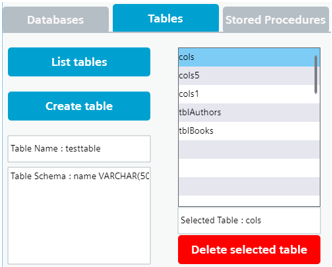 Databases
Tables
Stored Procedures
List tables
Create table
Table Name : testtable
Table Schema : name VARCHAR(50
cols
cols5
cols1
tblAuthors
tblBooks
Selected Table : cols
Delete selected table